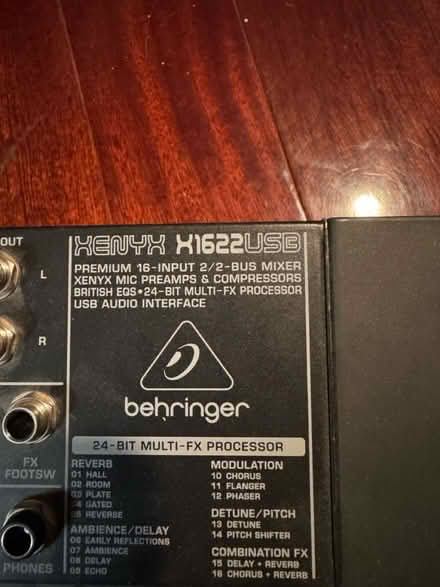 OUT
XENYX X1622USB
L
PREMIUM 16-INPUT 2/2-BUS MIXER
XENYX MIC PREAMPS & COMPRESSORS
BRITISH EQS•24-BIT MULTI-FX PROCESSOR
USB AUDIO INTERFACE
R
behringer
24-BIT MULTI-FX PROCESSOR
FX
FOOTSW
REVERB
01 HALL
02 ROOM
03 PLATE
04 GATED
05 REVERSE
AMBIENCE/DELAY
06 EARLY REFLECTIONS
07 AMBIENCE
08 DELAY
09 ECHO
MODULATION
10 CHORUS
11 FLANGER
12 PHASER
DETUNE/PITCH
13 DETUNE
14 PITCH SHIFTER
COMBINATION FX
15 DELAY + REVERB
16 CHORUS + REVERB
PHONES